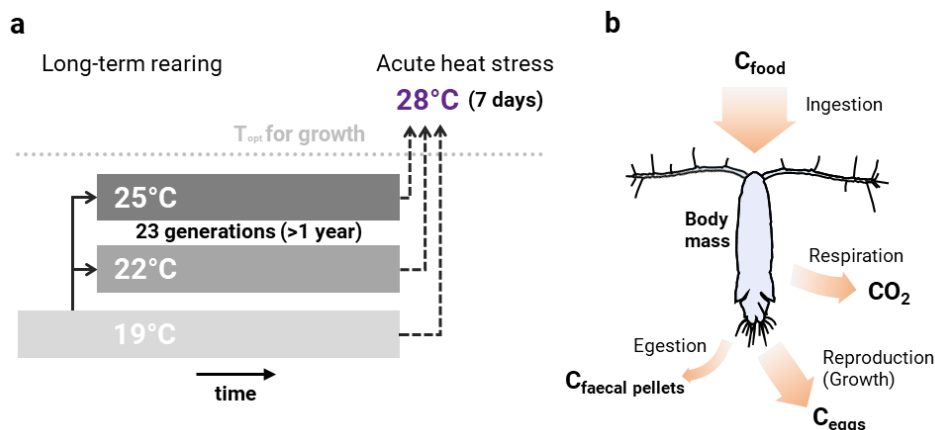 a
Long-term rearing
Acute heat stress
28°C (7 days)
Topt for growth
25°C
23 generations (>1 year)
22°C
19°C
time
b
Cfood
Ingestion
Body
mass
Respiration
CO2
Egestion
Cfaecal pellets
Reproduction
(Growth)
Ceggs